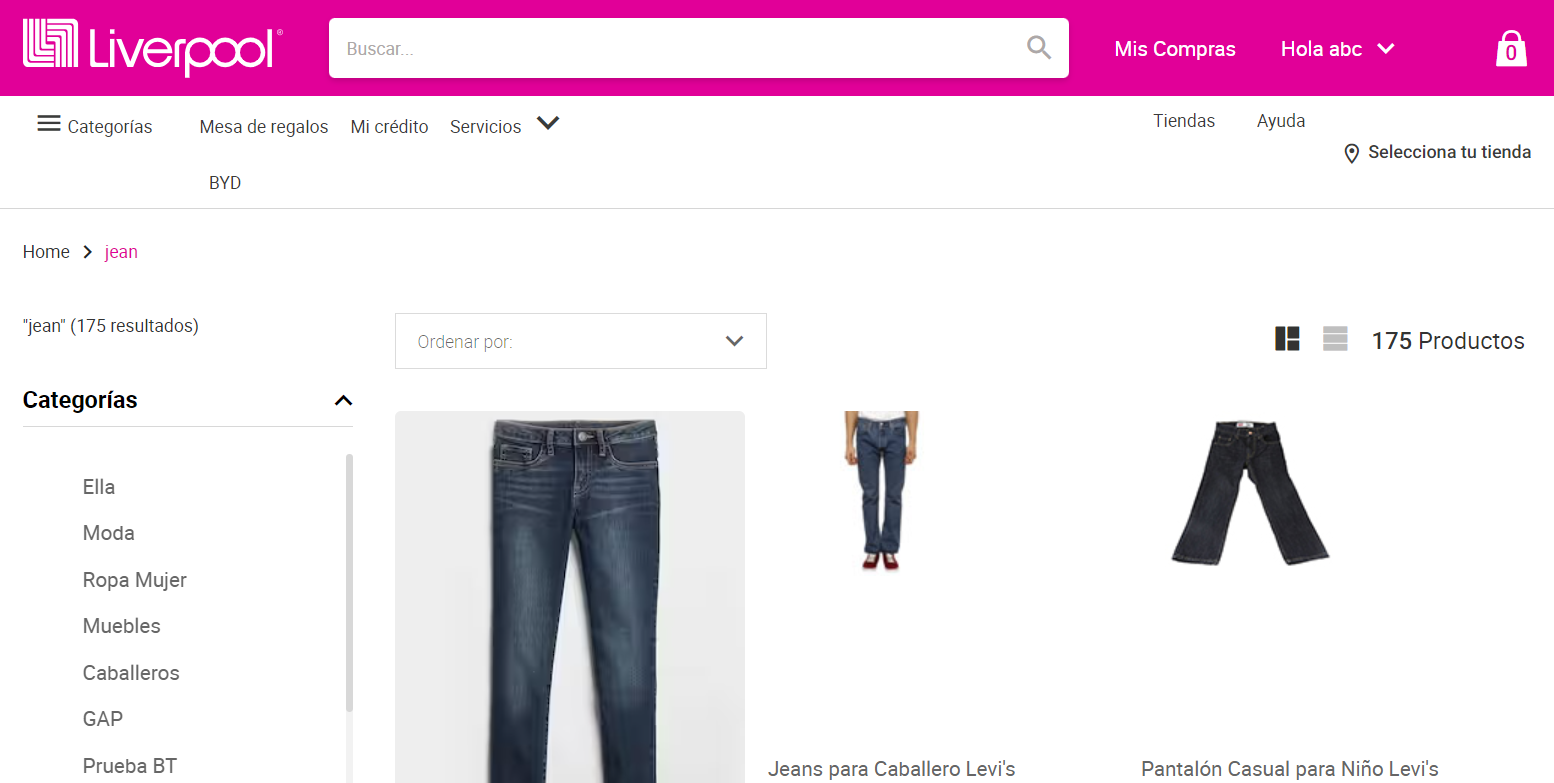 Liverpool®
Buscar...
Mis Compras
Hola abc
0
Categorías
Mesa de regalos
Mi crédito
Servicios
Tiendas
Ayuda
Selecciona tu tienda
BYD
Home > jean
"jean" (175 resultados)
Ordenar por:
175 Productos
Categorías
Ella
Moda
Ropa Mujer
Muebles
Caballeros
GAP
Prueba BT
Jeans para Caballero Levi's
Pantalón Casual para Niño Levi's